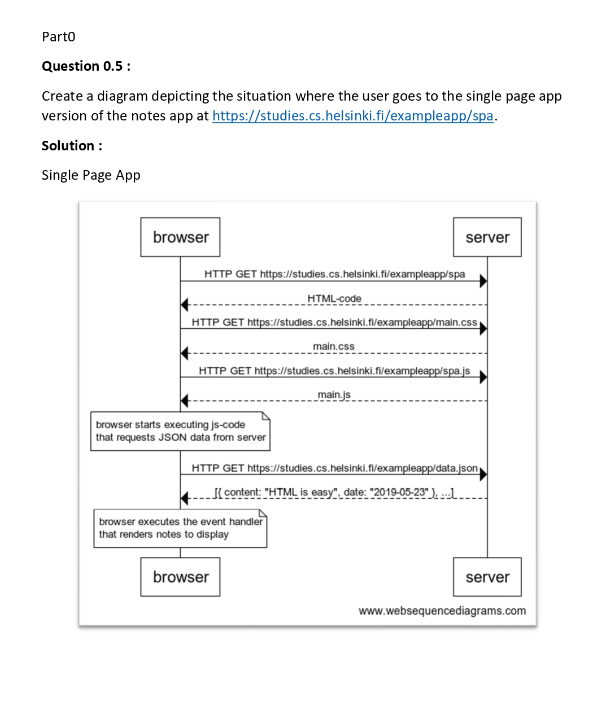 Part0
Question 0.5 :
Create a diagram depicting the situation where the user goes to the single page app
version of the notes app at https://studies.cs.helsinki.fi/exampleapp/spa.
Solution :
Single Page App
browser
server
HTTP GET https://studies.cs.helsinki.fi/exampleapp/spa
HTML-code
HTTP GET https://studies.cs.helsinki.fi/exampleapp/main.css
main.css
HTTP GET https://studies.cs.helsinki.fi/exampleapp/spa.js
main.js
browser starts executing js-code
that requests JSON data from server
HTTP GET https://studies.cs.helsinki.fi/exampleapp/data.json
[{ content: "HTML is easy", date: "2019-05-23" }, ...]
browser executes the event handler
that renders notes to display
browser
server
www.websequencediagrams.com